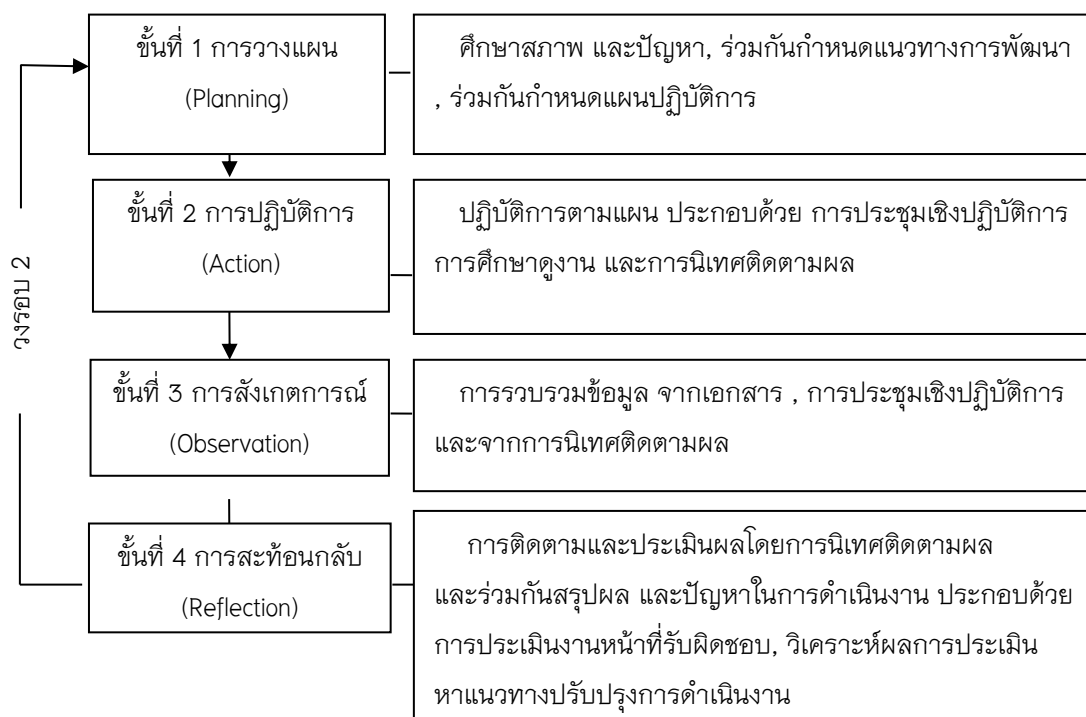 ขั้นที่ 1 การวางแผน
(Planning)
ศึกษาสภาพ และปัญหา, ร่วมกันกำหนดแนวทางการพัฒนา
, ร่วมกันกำหนดแผนปฏิบัติการ
ขั้นที่ 2 การปฏิบัติการ
(Action)
ปฏิบัติการตามแผน ประกอบด้วย การประชุมเชิงปฏิบัติการ
การศึกษาดูงาน และการนิเทศติดตามผล
วงรอบ 2
ขั้นที่ 3 การสังเกตการณ์
(Observation)
การรวบรวมข้อมูล จากเอกสาร , การประชุมเชิงปฏิบัติการ
และจากการนิเทศติดตามผล
ขั้นที่ 4 การสะท้อนกลับ
(Reflection)
การติดตามและประเมินผลโดยการนิเทศติดตามผล
และร่วมกันสรุปผล และปัญหาในการดำเนินงาน ประกอบด้วย
การประเมินงานหน้าที่รับผิดชอบ, วิเคราะห์ผลการประเมิน
หาแนวทางปรับปรุงการดำเนินงาน